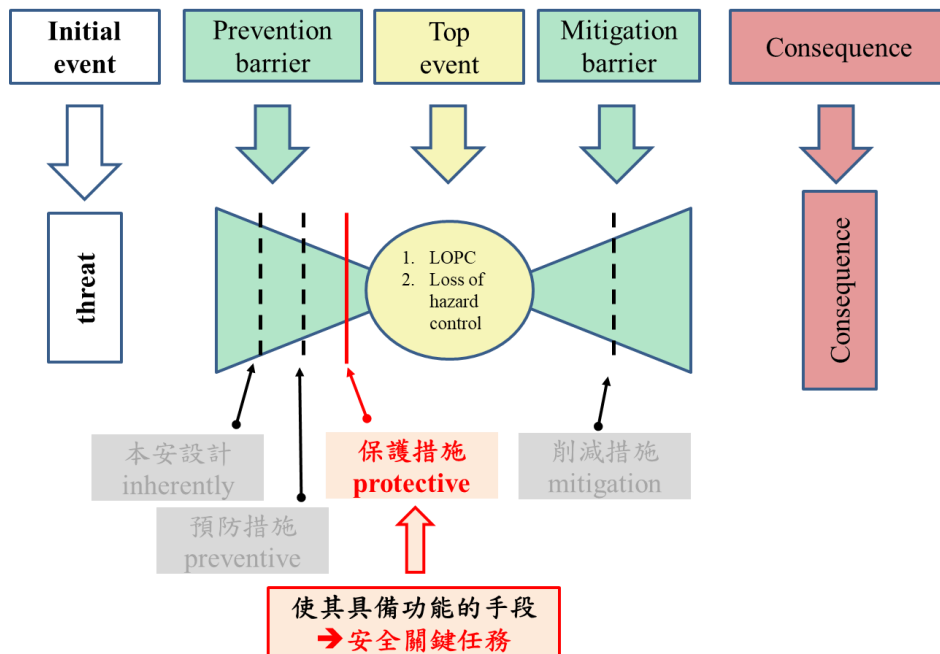 Initial
event
Prevention
barrier
Top
event
Mitigation
barrier
Consequence
threat
1. LOPC
2. Loss of
hazard
control
Consequence
本安設計
inherently
預防措施
preventive
保護措施
protective
削減措施
mitigation
使其具備功能的手段
➔安全關鍵任務